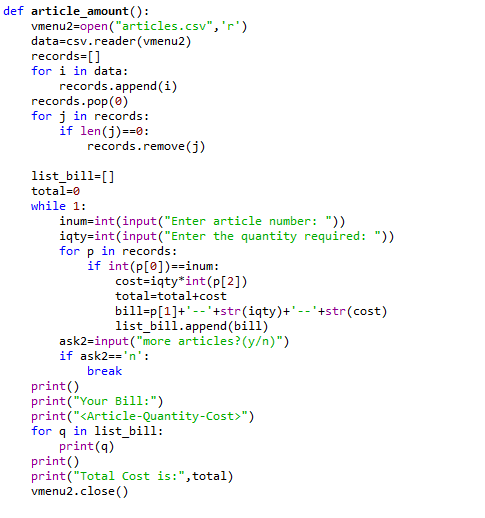 def article_amount():
    vmenu2=open("articles.csv",'r')
    data=csv.reader(vmenu2)
    records=[]
    for i in data:
        records.append(i)
    records.pop(0)
    for j in records:
        if len(j)==0:
            records.remove(j)

    list_bill=[]
    total=0
    while 1:
        inum=int(input("Enter article number: "))
        iqty=int(input("Enter the quantity required: "))
        for p in records:
            if int(p[0])==inum:
                cost=iqty*int(p[2])
                total=total+cost
                bill=p[1]+'--'+str(iqty)+'--'+str(cost)
                list_bill.append(bill)
        ask2=input("more articles?(y/n)")
        if ask2=='n':
            break
    print()
    print("Your Bill:")
    print("<Article-Quantity-Cost>")
    for q in list_bill:
        print(q)
    print()
    print("Total Cost is:",total)
    vmenu2.close()